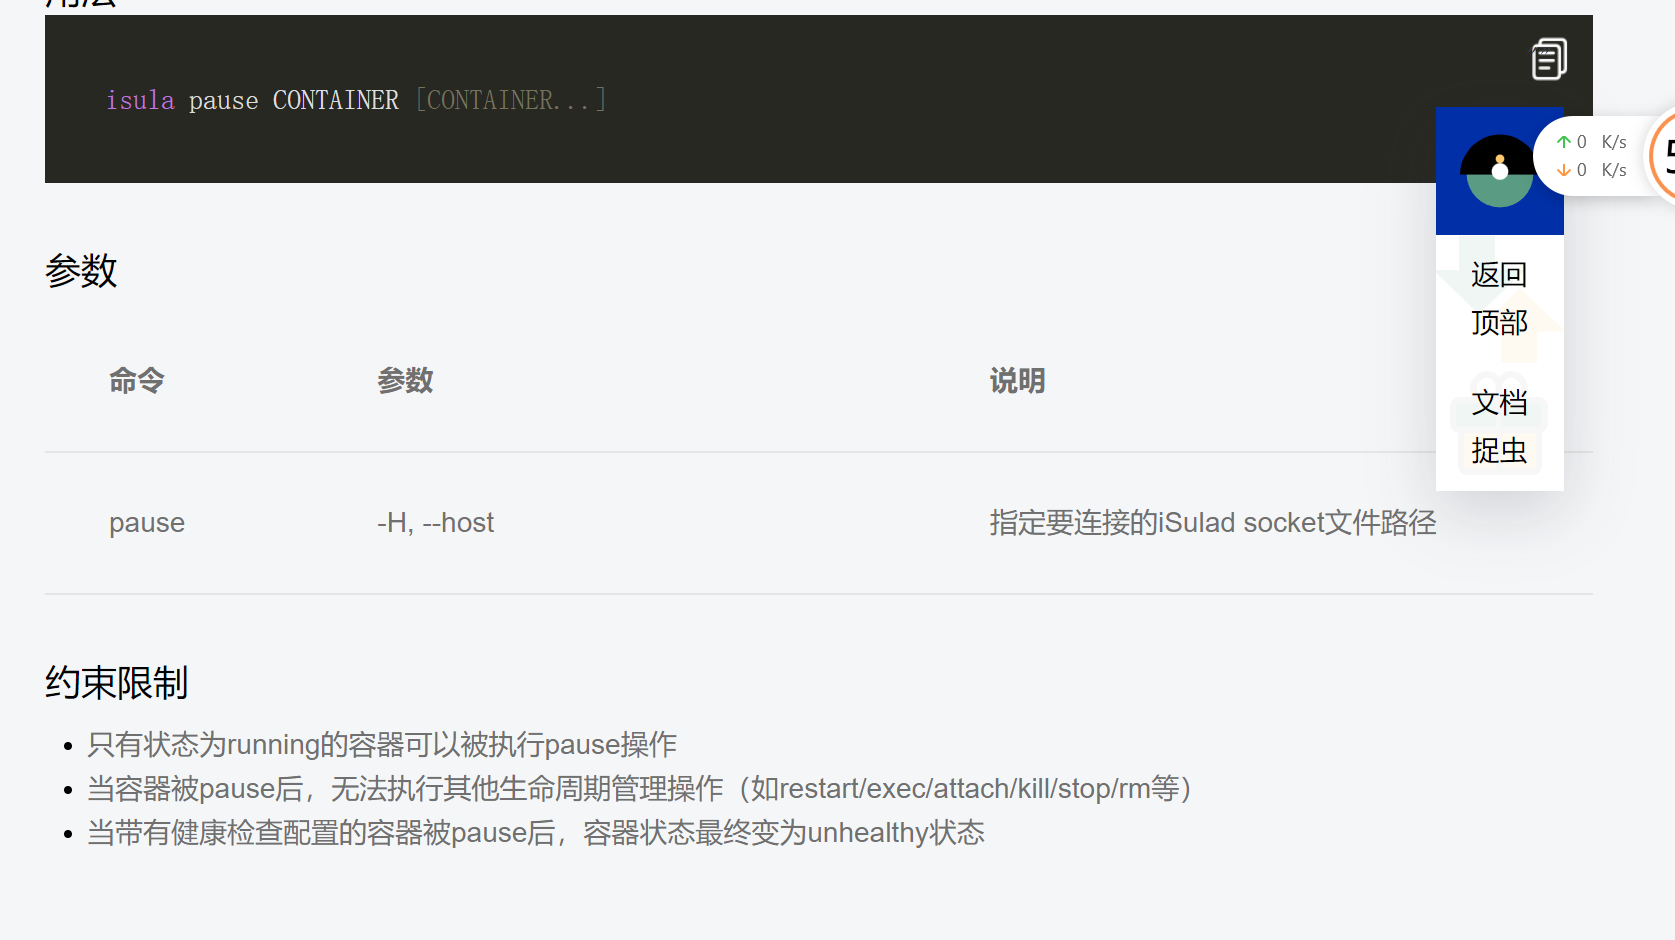 用法
isula pause CONTAINER [CONTAINER...]
↑ 0 K/s
↓ 0 K/s
参数
返回
顶部
命令 参数 说明
文档
捉虫
pause -H, --host 指定要连接的iSulad socket文件路径
约束限制
• 只有状态为running的容器可以被执行pause操作
• 当容器被pause后，无法执行其他生命周期管理操作（如restart/exec/attach/kill/stop/rm等）
• 当带有健康检查配置的容器被pause后，容器状态最终变为unhealthy状态